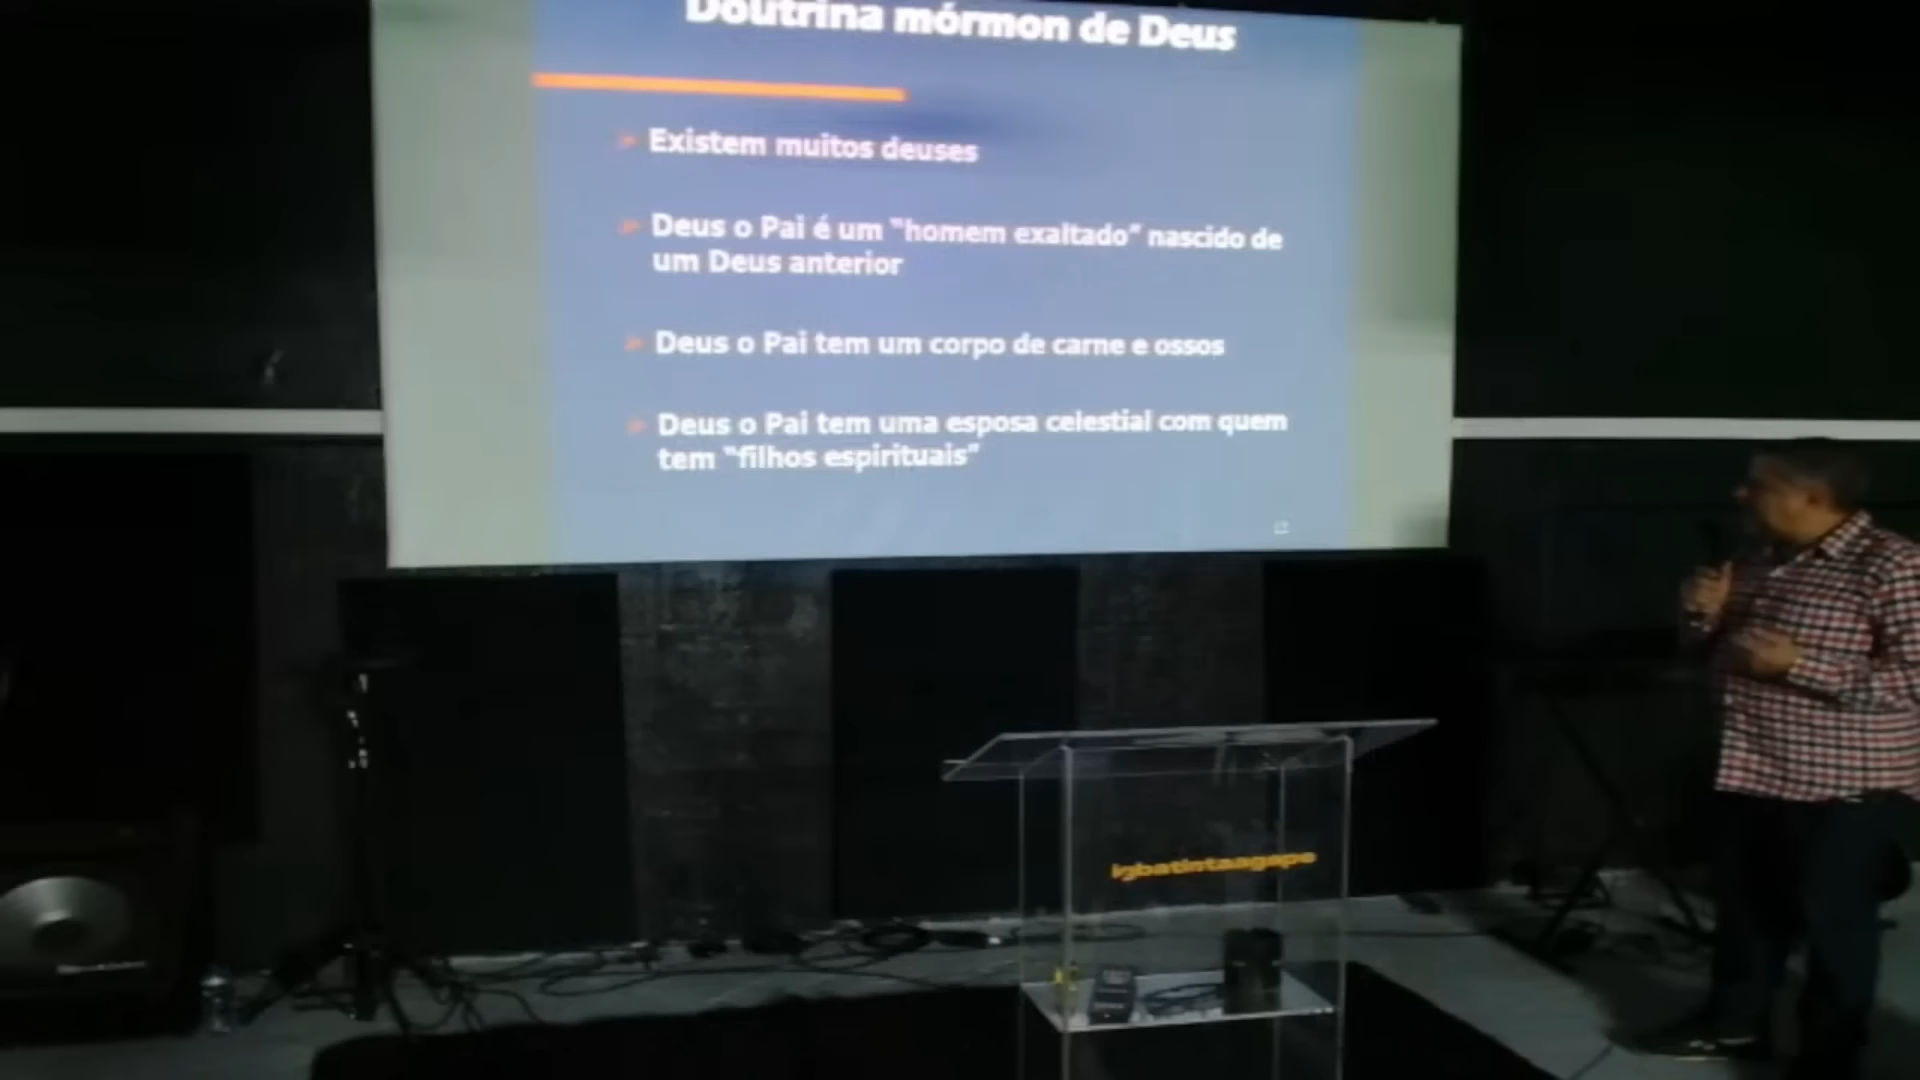 Doutrina mórmon de Deus
Existem muitos deuses
Deus o Pai é um “homem exaltado” nascido de
um Deus anterior
Deus o Pai tem um corpo de carne e ossos
Deus o Pai tem uma esposa celestial com quem
tem “filhos espirituais”
igbatistaagape